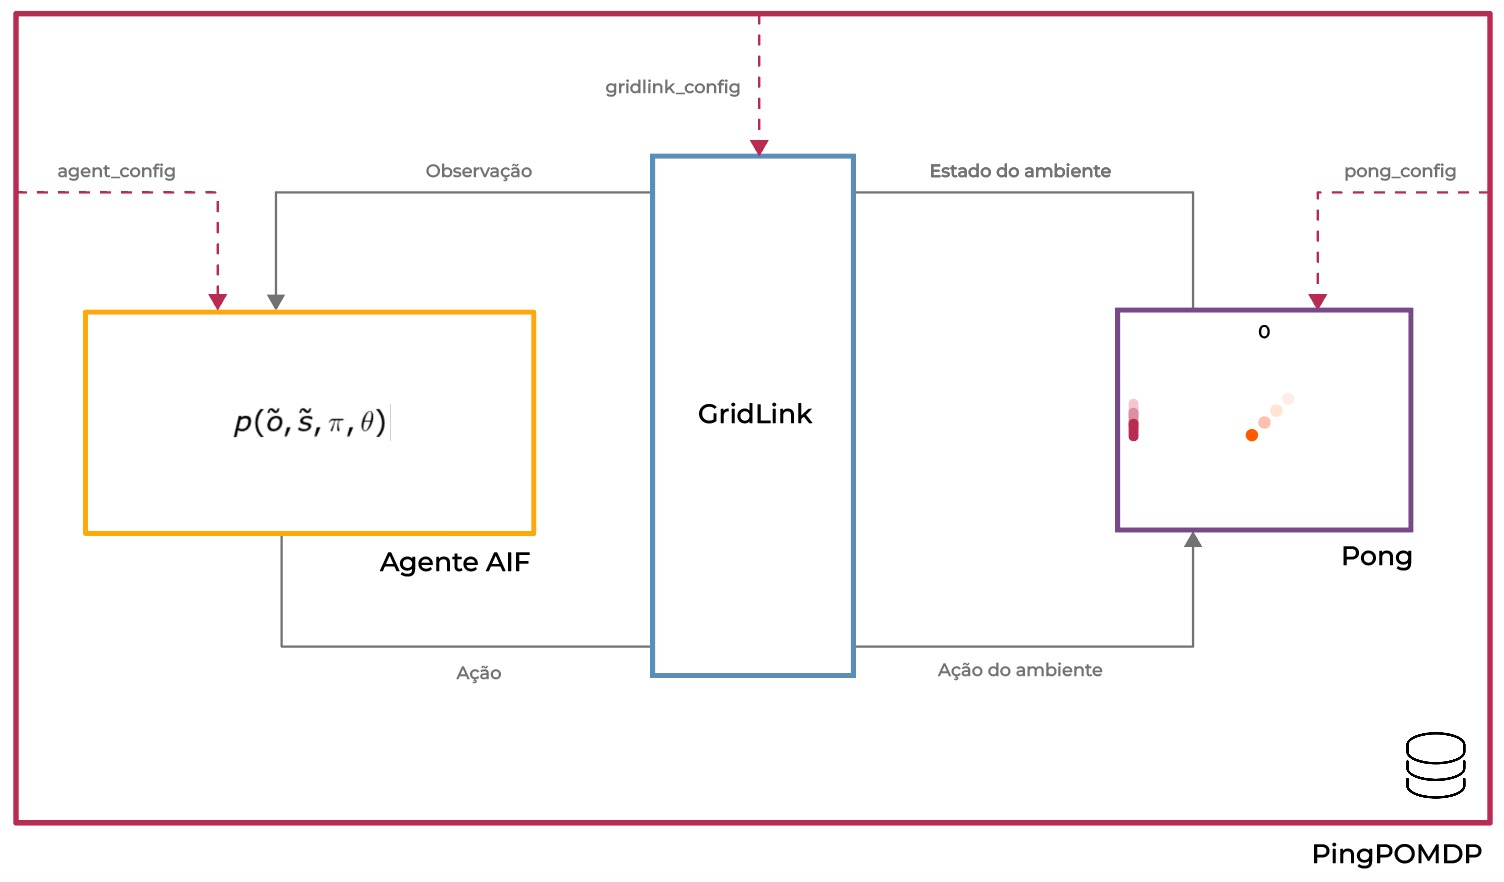 gridlink_config
agent_config
Observação
Estado do ambiente
pong_config
0
p(õ, s̃, π, θ)
GridLink
Agente AIF
Pong
Ação
Ação do ambiente
PingPOMDP